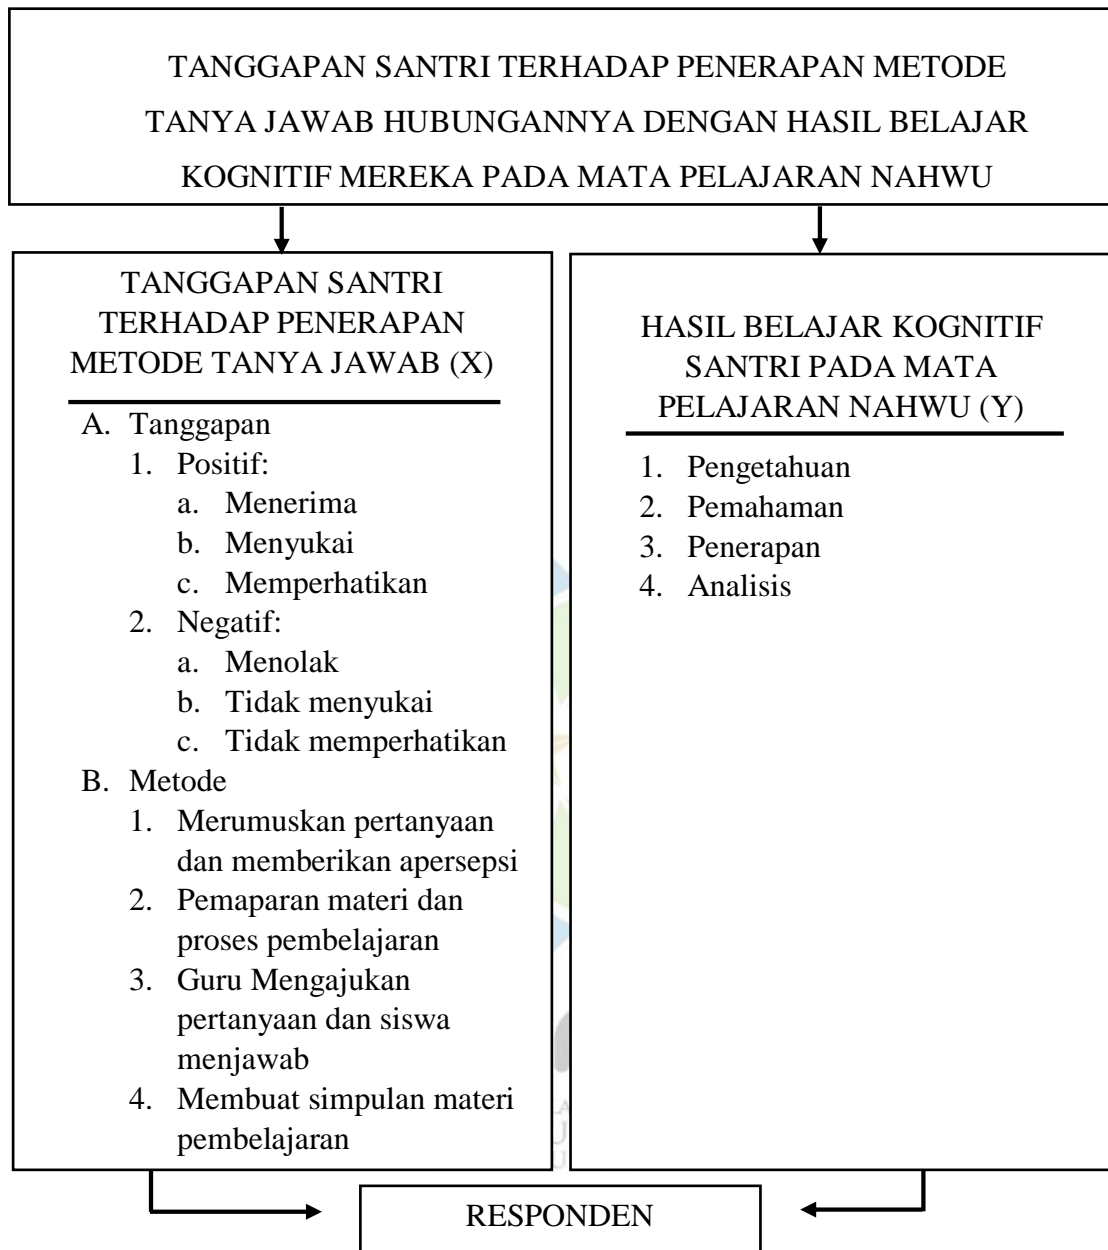 TANGGAPAN SANTRI TERHADAP PENERAPAN METODE
TANYA JAWAB HUBUNGANNYA DENGAN HASIL BELAJAR
KOGNITIF MEREKA PADA MATA PELAJARAN NAHWU
TANGGAPAN SANTRI
TERHADAP PENERAPAN
METODE TANYA JAWAB (X)
A. Tanggapan
1. Positif:
a. Menerima
b. Menyukai
c. Memperhatikan
2. Negatif:
a. Menolak
b. Tidak menyukai
c. Tidak memperhatikan
B. Metode
1. Merumuskan pertanyaan
dan memberikan apersepsi
2. Pemaparan materi dan
proses pembelajaran
3. Guru Mengajukan
pertanyaan dan siswa
menjawab
4. Membuat simpulan materi
pembelajaran
HASIL BELAJAR KOGNITIF
SANTRI PADA MATA
PELAJARAN NAHWU (Y)
1. Pengetahuan
2. Pemahaman
3. Penerapan
4. Analisis
RESPONDEN